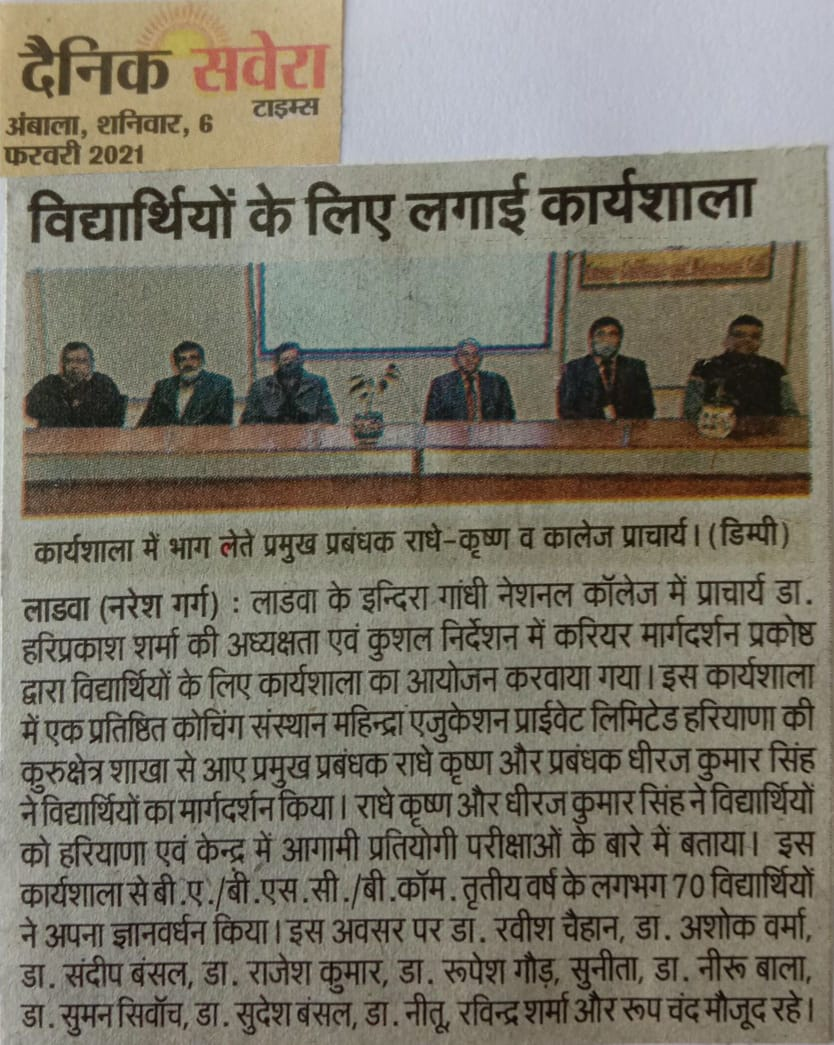 दैनिक सवेरा
टाइम्स
अंबाला, शनिवार, 6
फरवरी 2021
विद्यार्थियों के लिए लगाई कार्यशाला
कार्यशाला में भाग लेते प्रमुख प्रबंधक राधे-कृष्ण व कालेज प्राचार्य। (डिम्पी)
लाडवा (नरेश गर्ग) : लाडवा के इन्दिरा गांधी नेशनल कॉलेज में प्राचार्य डा.
हरिप्रकाश शर्मा की अध्यक्षता एवं कुशल निर्देशन में करियर मार्गदर्शन प्रकोष्ठ
द्वारा विद्यार्थियों के लिए कार्यशाला का आयोजन करवाया गया। इस कार्यशाला
में एक प्रतिष्ठित कोचिंग संस्थान महिन्द्रा एजुकेशन प्राईवेट लिमिटेड हरियाणा की
कुरुक्षेत्र शाखा से आए प्रमुख प्रबंधक राधे कृष्ण और प्रबंधक धीरज कुमार सिंह
ने विद्यार्थियों का मार्गदर्शन किया। राधे कृष्ण और धीरज कुमार सिंह ने विद्यार्थियों
को हरियाणा एवं केन्द्र में आगामी प्रतियोगी परीक्षाओं के बारे में बताया। इस
कार्यशाला से बी.ए./बी.एस.सी./बी.कॉम. तृतीय वर्ष के लगभग 70 विद्यार्थियों
ने अपना ज्ञानवर्धन किया। इस अवसर पर डा. रवीश चैहान, डा. अशोक वर्मा,
डा. संदीप बंसल, डा. राजेश कुमार, डा. रूपेश गौड़, सुनीता, डा. नीरू बाला,
डा. सुमन सिवॉच, डा. सुदेश बंसल, डा. नीतू, रविन्द्र शर्मा और रूप चंद मौजूद रहे।